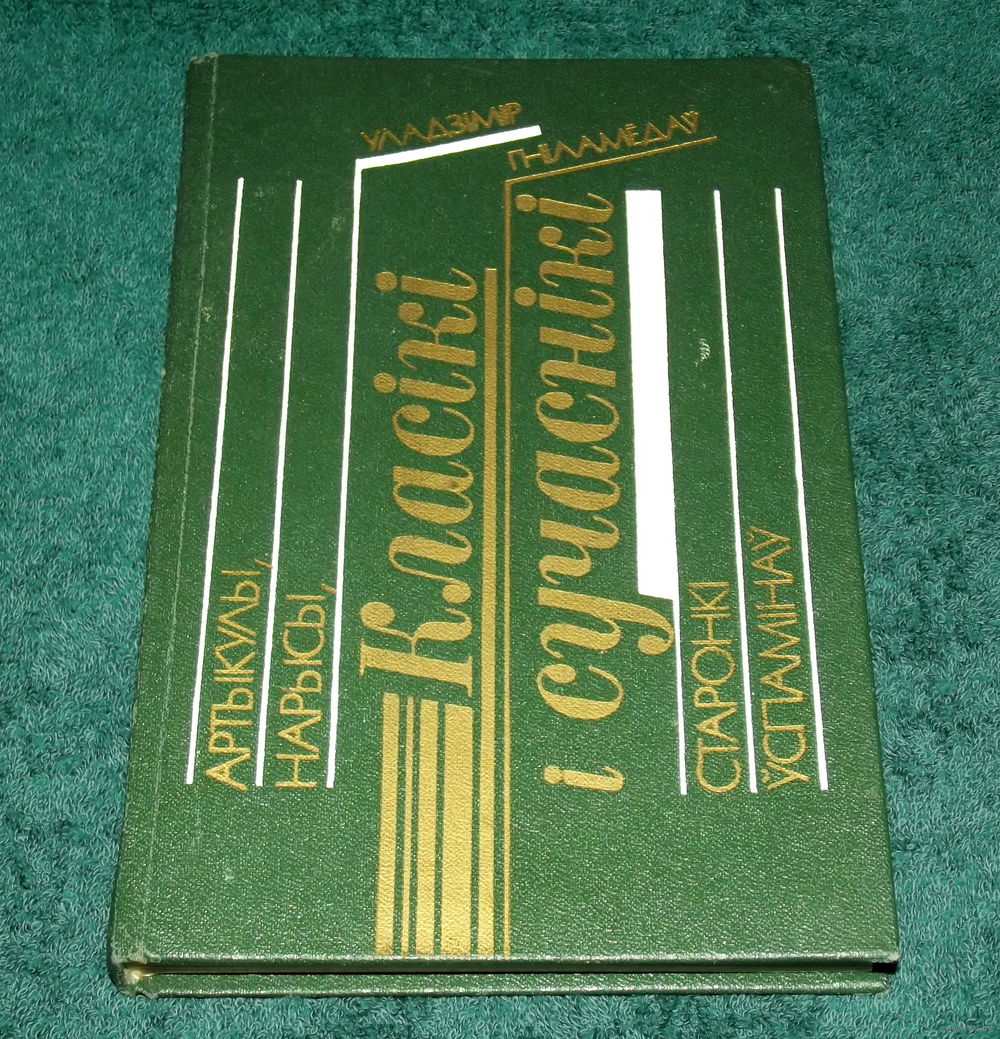 УЛАДЗІМІР
ГНІЛАМЁДАЎ
Класікі
і сучаснікі
АРТЫКУЛЫ,
НАРЫСЫ,
СТАРОНКІ
ЎСПАМІНАЎ